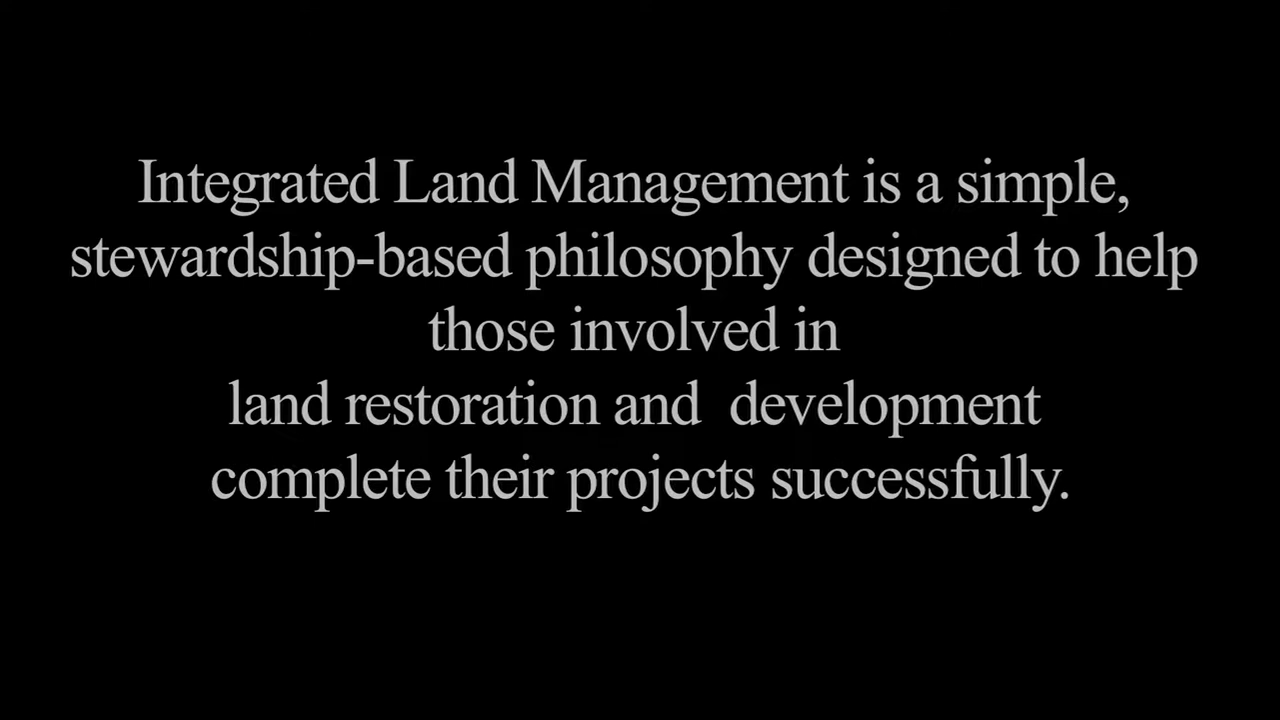 Integrated Land Management is a simple,
stewardship-based philosophy designed to help
those involved in
land restoration and  development
complete their projects successfully.